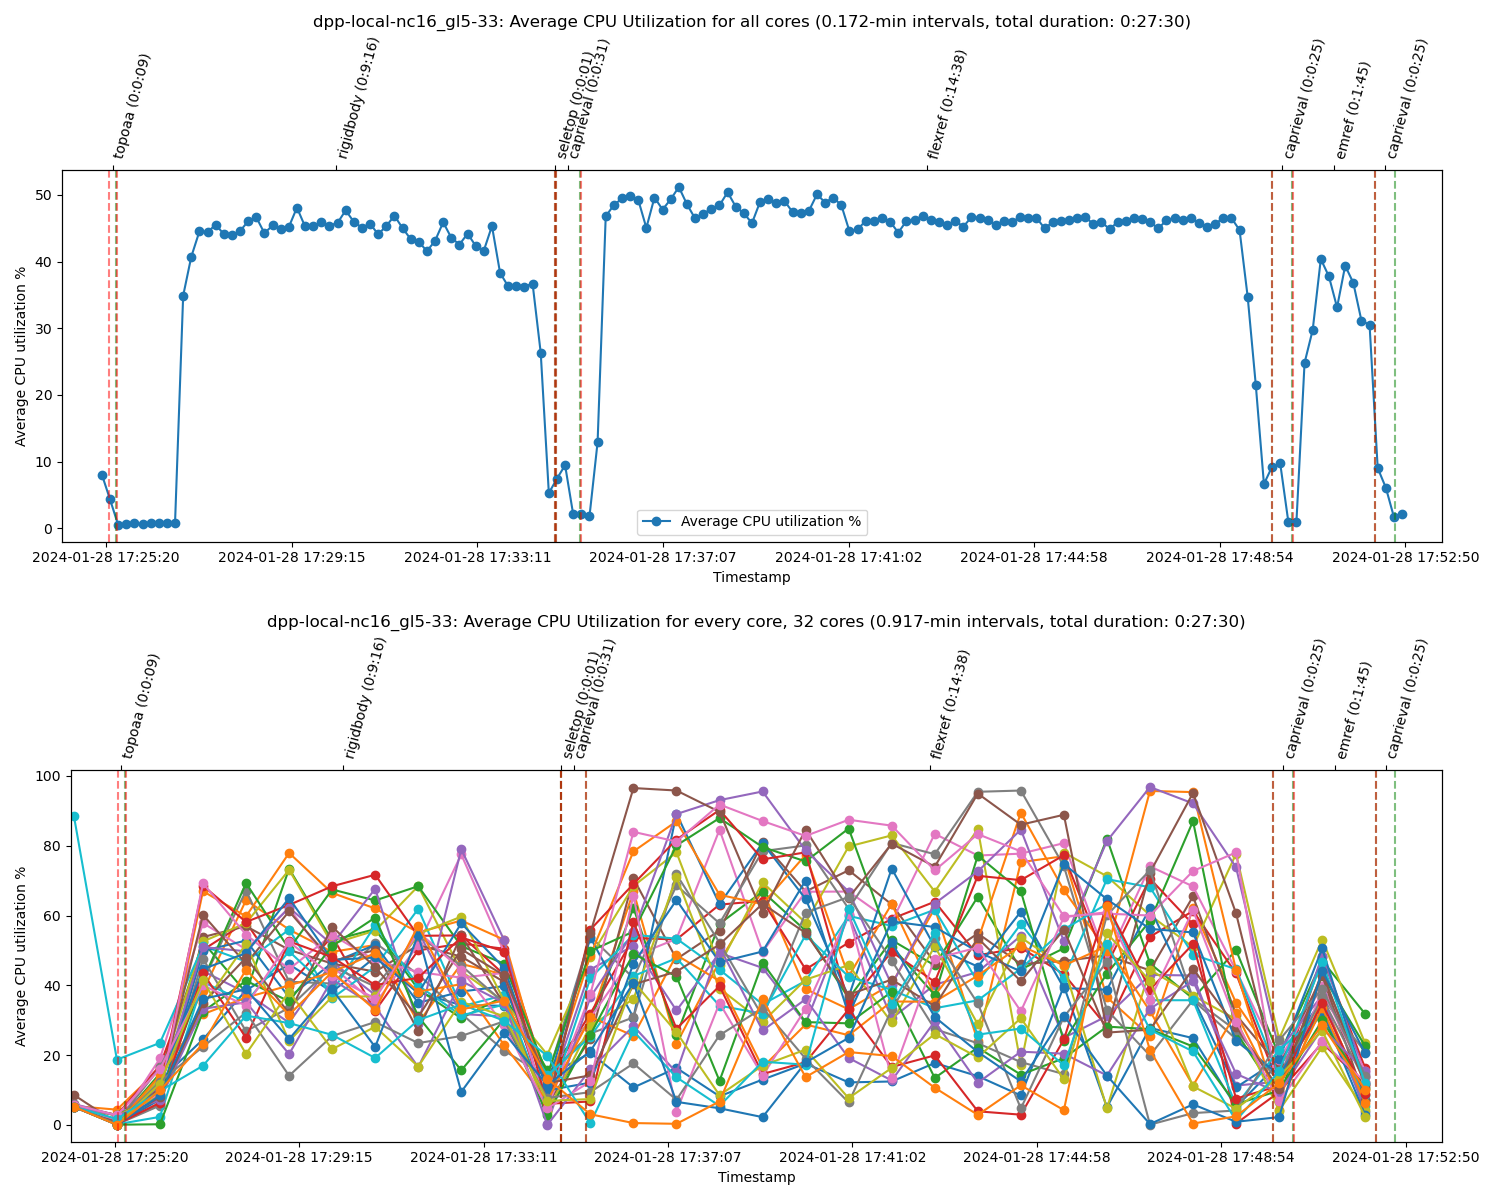 dpp-local-nc16_gl5-33: Average CPU Utilization for all cores (0.172-min intervals, total duration: 0:27:30)
topoaa (0:0:09)
rigidbody (0:9:16)
seletop (0:0:01)
caprieval (0:0:31)
flexref (0:14:38)
caprieval (0:0:25)
emref (0:1:45)
caprieval (0:0:25)
Average CPU utilization %
50
40
30
20
10
0
Average CPU utilization %
2024-01-28 17:25:20
2024-01-28 17:29:15
2024-01-28 17:33:11
2024-01-28 17:37:07
2024-01-28 17:41:02
2024-01-28 17:44:58
2024-01-28 17:48:54
2024-01-28 17:52:50
Timestamp
dpp-local-nc16_gl5-33: Average CPU Utilization for every core, 32 cores (0.917-min intervals, total duration: 0:27:30)
topoaa (0:0:09)
rigidbody (0:9:16)
seletop (0:0:01)
caprieval (0:0:31)
flexref (0:14:38)
caprieval (0:0:25)
emref (0:1:45)
caprieval (0:0:25)
Average CPU utilization %
100
80
60
40
20
0
2024-01-28 17:25:20
2024-01-28 17:29:15
2024-01-28 17:33:11
2024-01-28 17:37:07
2024-01-28 17:41:02
2024-01-28 17:44:58
2024-01-28 17:48:54
2024-01-28 17:52:50
Timestamp